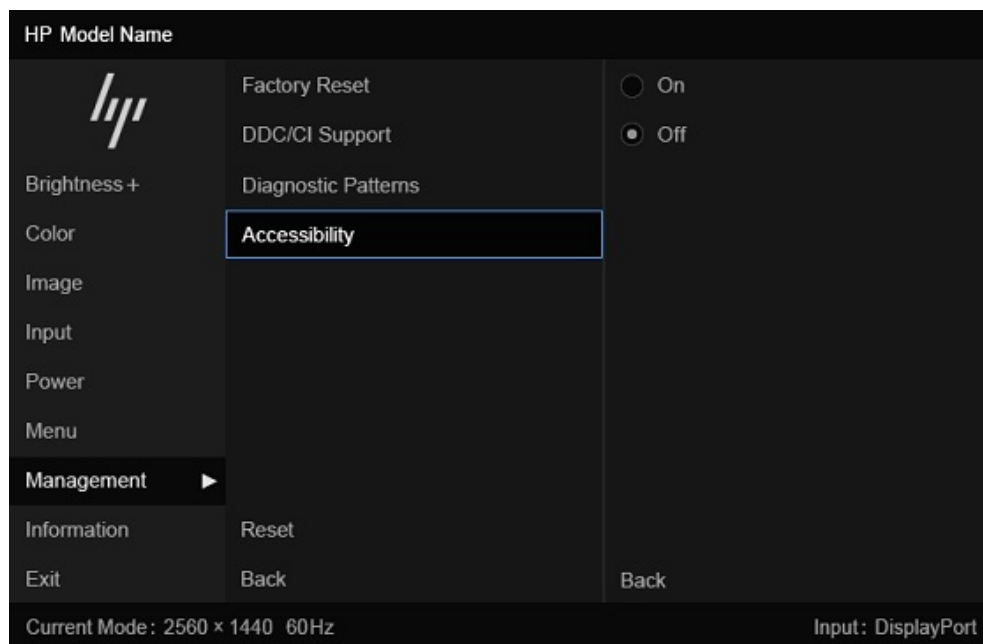 HP Model Name
hp
Brightness+
Color
Image
Input
Power
Menu
Management
Information
Exit
Factory Reset
DDC/CI Support
Diagnostic Patterns
Accessibility
Reset
Back
On
Off
Back
Current Mode: 2560 × 1440 60Hz
Input: DisplayPort